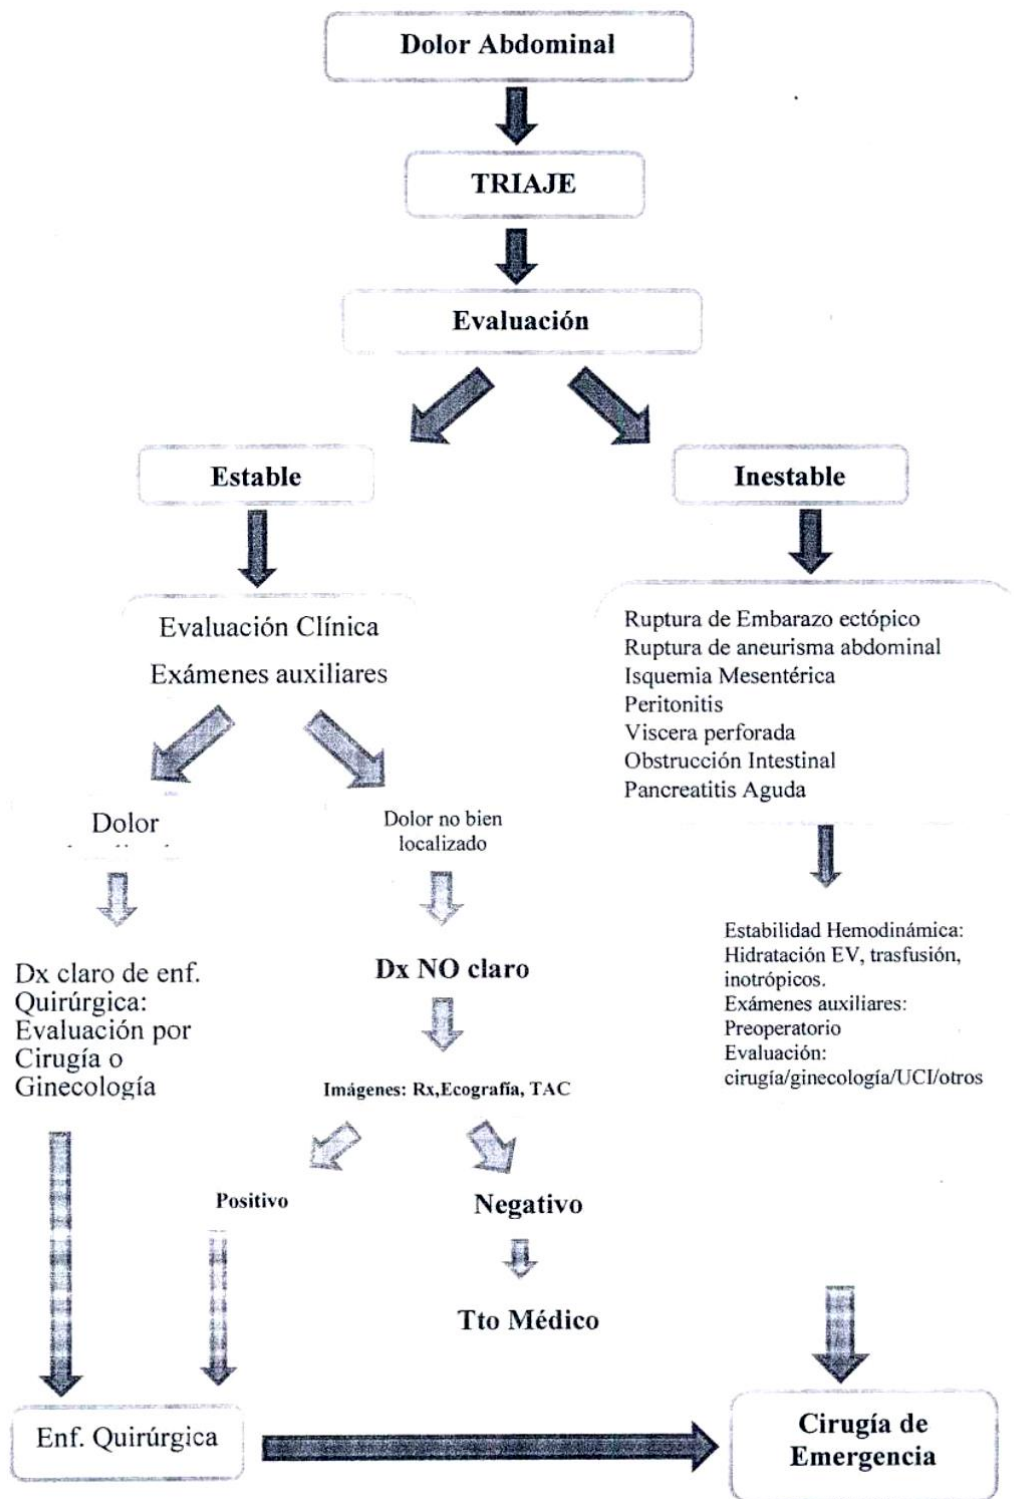 Dolor Abdominal
TRIAJE
Evaluación
Estable
Inestable
Evaluación Clínica
Exámenes auxiliares
Ruptura de Embarazo ectópico
Ruptura de aneurisma abdominal
Isquemia Mesentérica
Peritonitis
Viscera perforada
Obstrucción Intestinal
Pancreatitis Aguda
Dolor
Dolor no bien
localizado
Dx claro de enf.
Quirúrgica:
Evaluación por
Cirugía o
Ginecología
Dx NO claro
Imágenes: Rx,Ecografía, TAC
Estabilidad Hemodinámica:
Hidratación EV, trasfusión,
inotrópicos.
Exámenes auxiliares:
Preoperatorio
Evaluación:
cirugía/ginecología/UCI/otros
Positivo
Negativo
Tto Médico
Enf. Quirúrgica
Cirugía de
Emergencia